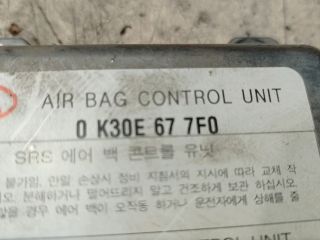 AIR BAG CONTROL UNIT
0 K30E 67 7F0
SRS 에어 백 콘트롤 유닛
불가임, 만일 손상시 정비 지침서의 지시에 따라 교체 작
분해하거나 떨어뜨리지 말고 건조하게 보관 하십시오.
았을 경우 에어 백이 오작동 하거나 운전자에게 상해를 줄